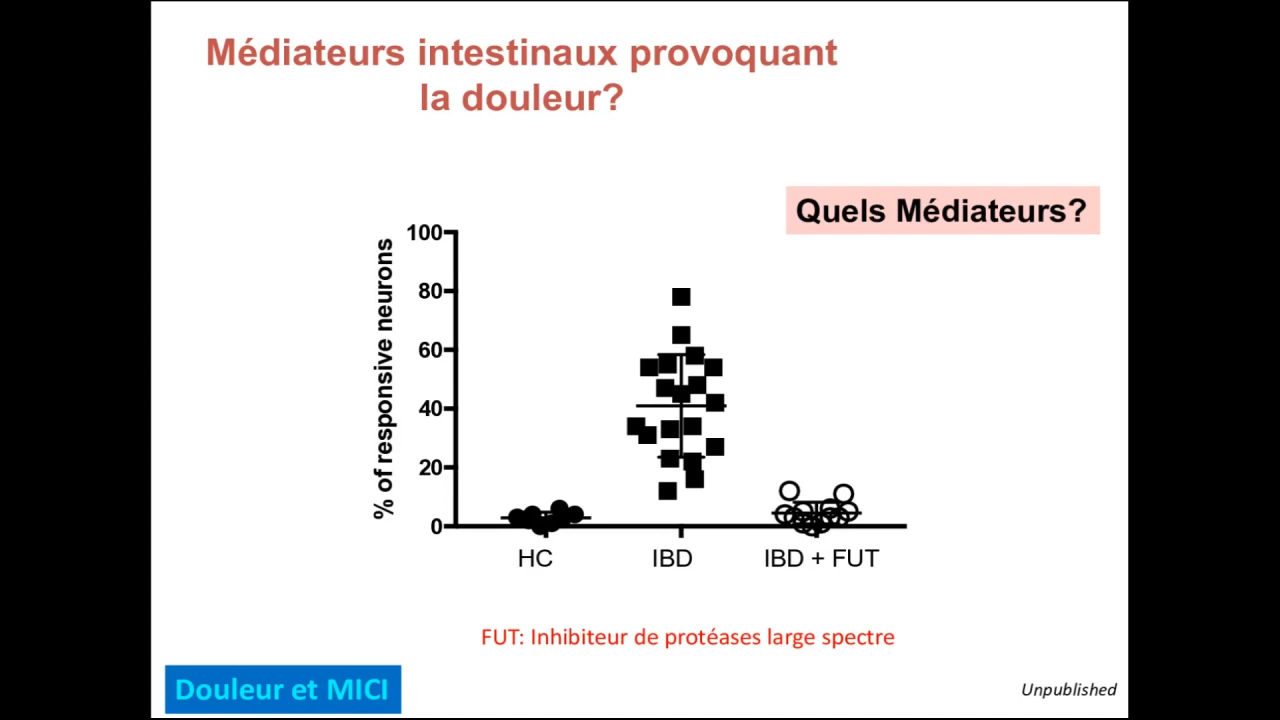 Médiateurs intestinaux provoquant
la douleur?
Quels Médiateurs?
% of responsive neurons
100
80
60
40
20
0
HC
IBD
IBD + FUT
FUT: Inhibiteur de protéases large spectre
Douleur et MICI
Unpublished